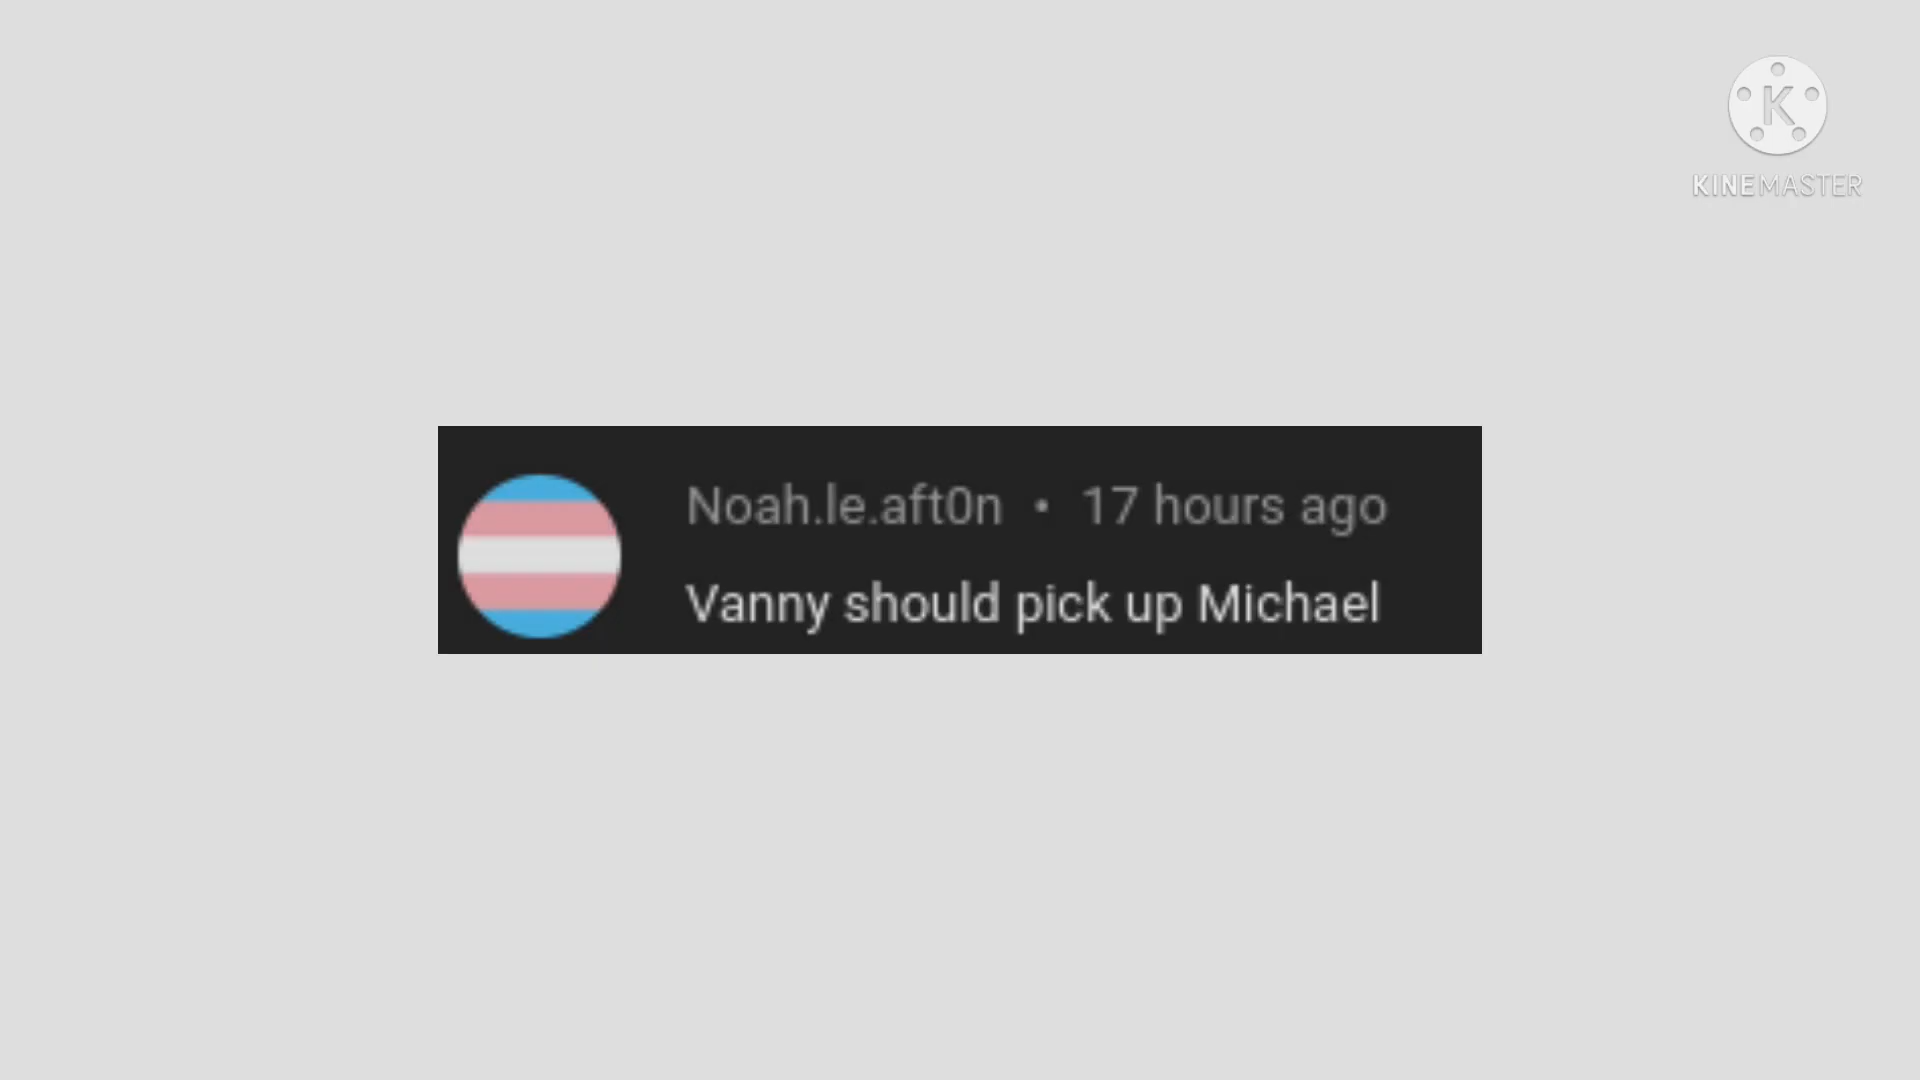 K
KINEMASTER
Noah.le.aft0n • 17 hours ago
Vanny should pick up Michael